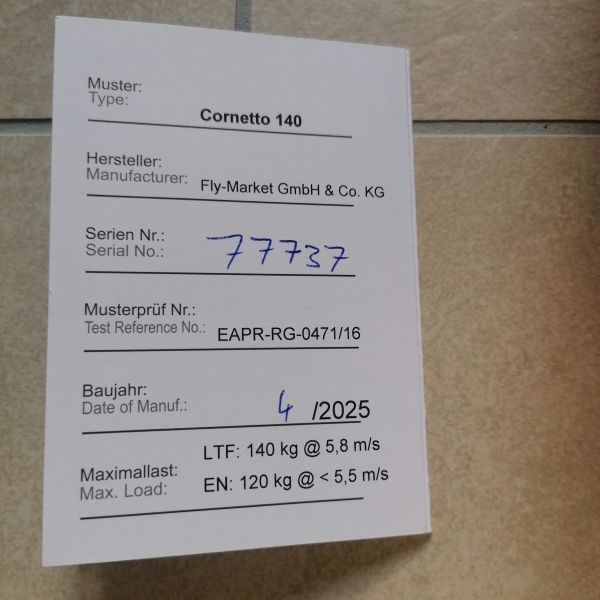 Muster:
Type:
Cornetto 140
Hersteller:
Manufacturer: Fly-Market GmbH & Co. KG
Serien Nr.:
Serial No.: 77737
Musterprüf Nr.:
Test Reference No.: EAPR-RG-0471/16
Baujahr:
Date of Manuf.: 4 /2025
LTF: 140 kg @ 5,8 m/s
Maximallast:
Max. Load: EN: 120 kg @ < 5,5 m/s